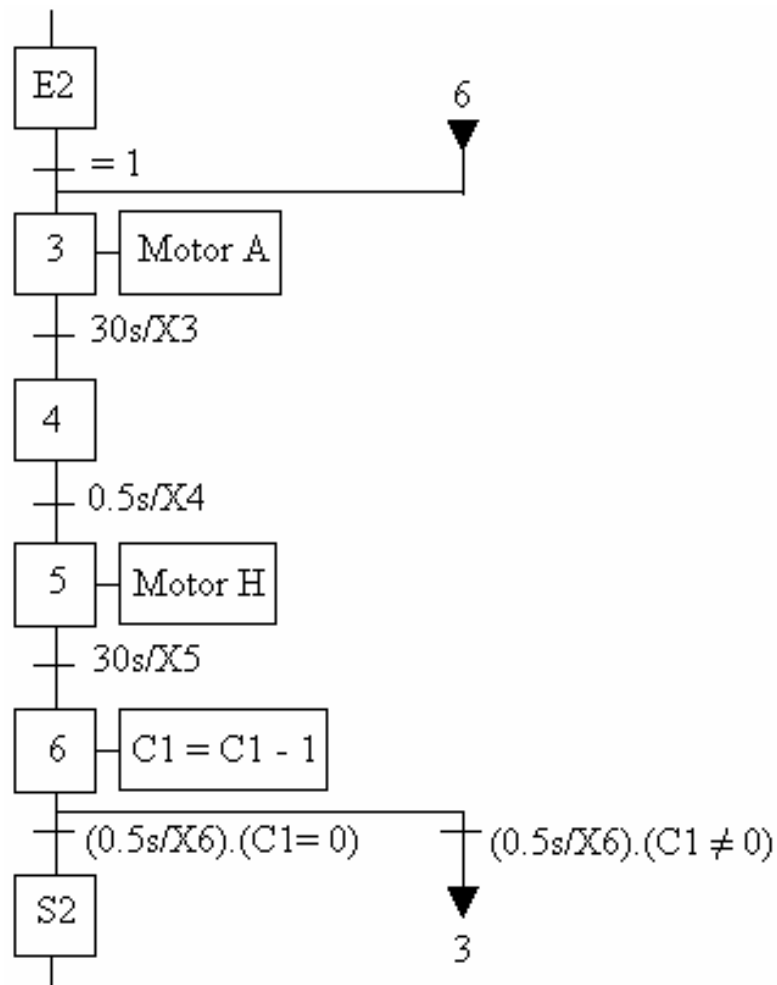 E2
6
= 1
3
Motor A
30s/X3
4
0.5s/X4
5
Motor H
30s/X5
6
C1 = C1 - 1
(0.5s/X6).(C1= 0)
(0.5s/X6).(C1 ≠ 0)
S2
3